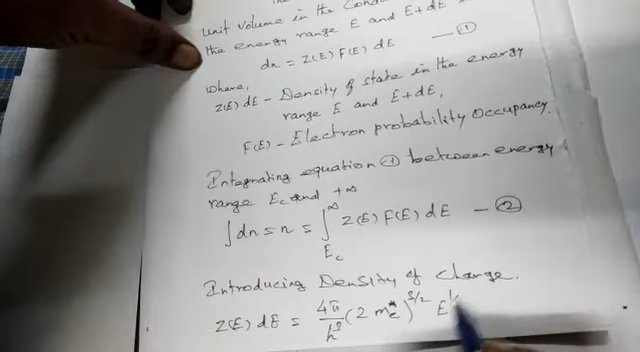 The
unit volume in the
the energy range E and E+dE
dn = Z(E) F(E) dE — ①
where,
Z(E) dE - Density of state in the energy
range E and E+dE,
F(E) - Electron probability Occupancy.
Integrating equation ① between energy
range Ec and +∞
∫dn = n = ∫_{Ec}^{∞} Z(E) F(E) dE — ②
Introducing Density of Charge.
Z(E) dE = 4π/h³ (2 me*)^{3/2} E^{1/